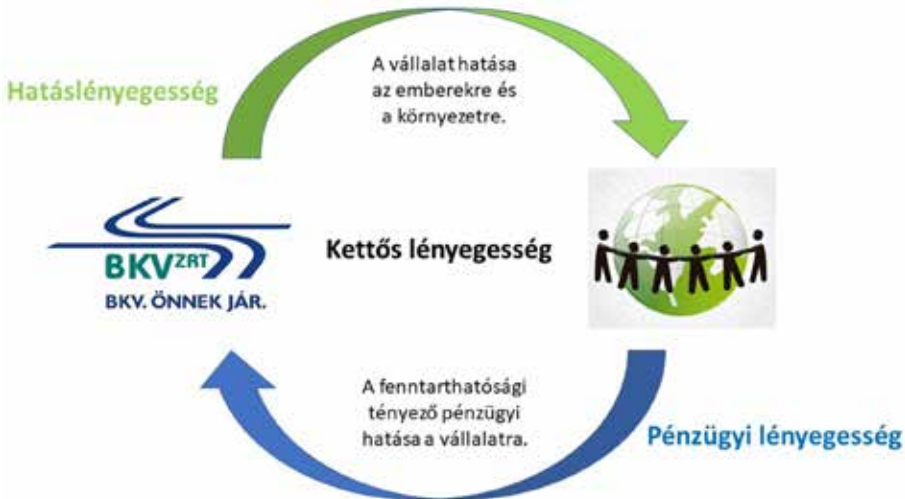 A vállalat hatása
az emberekre és
a környezetre.
Hatáslényegesség
BKV ZRT
BKV. ÖNNEK JÁR.
Kettős lényegesség
A fenntarthatósági
tényező pénzügyi
hatása a vállalatra.
Pénzügyi lényegesség